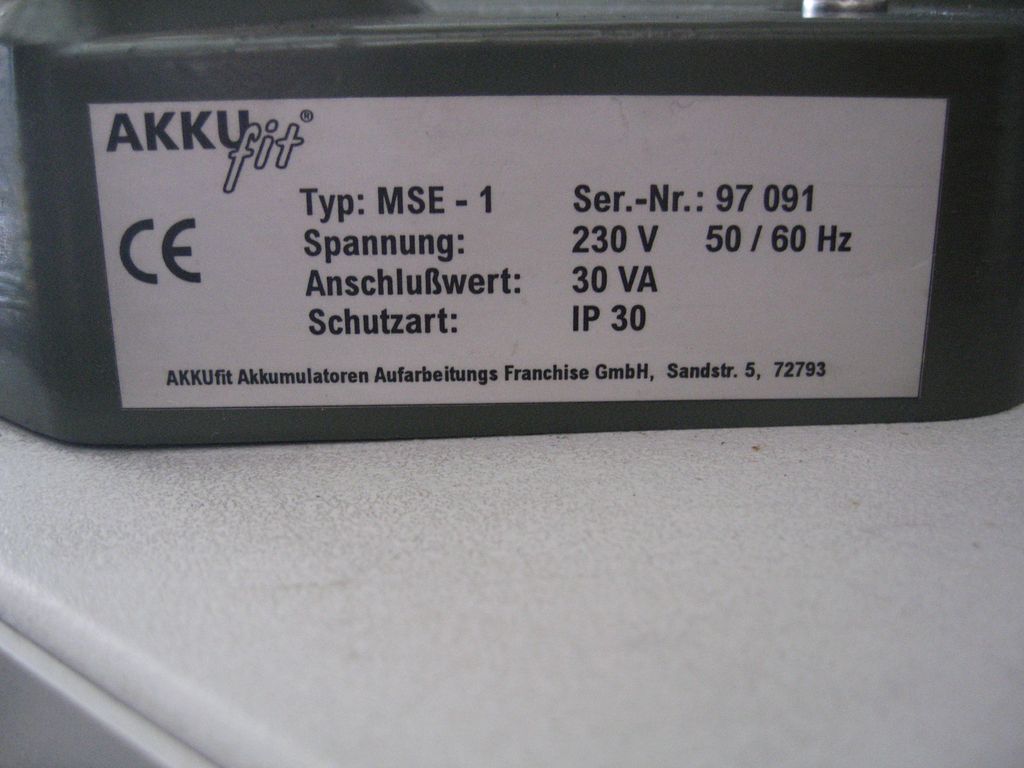 AKKUfit®
CE
Typ: MSE - 1 Ser.-Nr.: 97 091
Spannung: 230 V 50 / 60 Hz
Anschlußwert: 30 VA
Schutzart: IP 30
AKKUfit Akkumulatoren Aufarbeitungs Franchise GmbH, Sandstr. 5, 72793